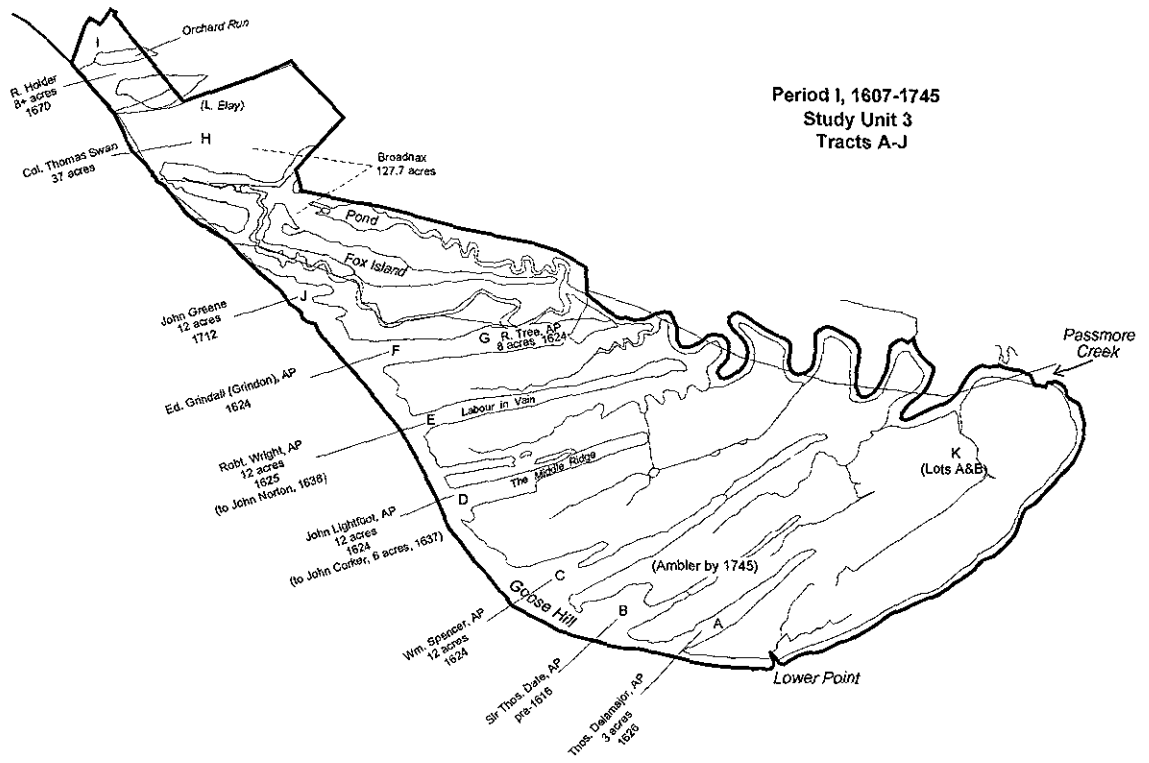 Period I, 1607-1745
Study Unit 3
Tracts A-J
Orchard Run
I
R. Holder
8+ acres
1670
(L. Elay)
H
Col. Thomas Swan
37 acres
Broadnax
127.7 acres
Pond
Fox Island
J
John Greene
12 acres
1712
G
R. Tree, AP
8 acres 1624
F
Ed. Grindall (Grindon), AP
1624
Passmore
Creek
E
Labour in Vain
Robt. Wright, AP
12 acres
1625
(to John Norton, 1636)
The Middle Ridge
K
(Lots A&B)
D
John Lightfoot, AP
12 acres
1624
(to John Corker, 6 acres, 1637)
C
(Ambler by 1745)
Goose Hill
B
A
Wm. Spencer, AP
12 acres
1624
Sir Thos. Dale, AP
pre-1616
Thos. Delamajor, AP
3 acres
1626
Lower Point